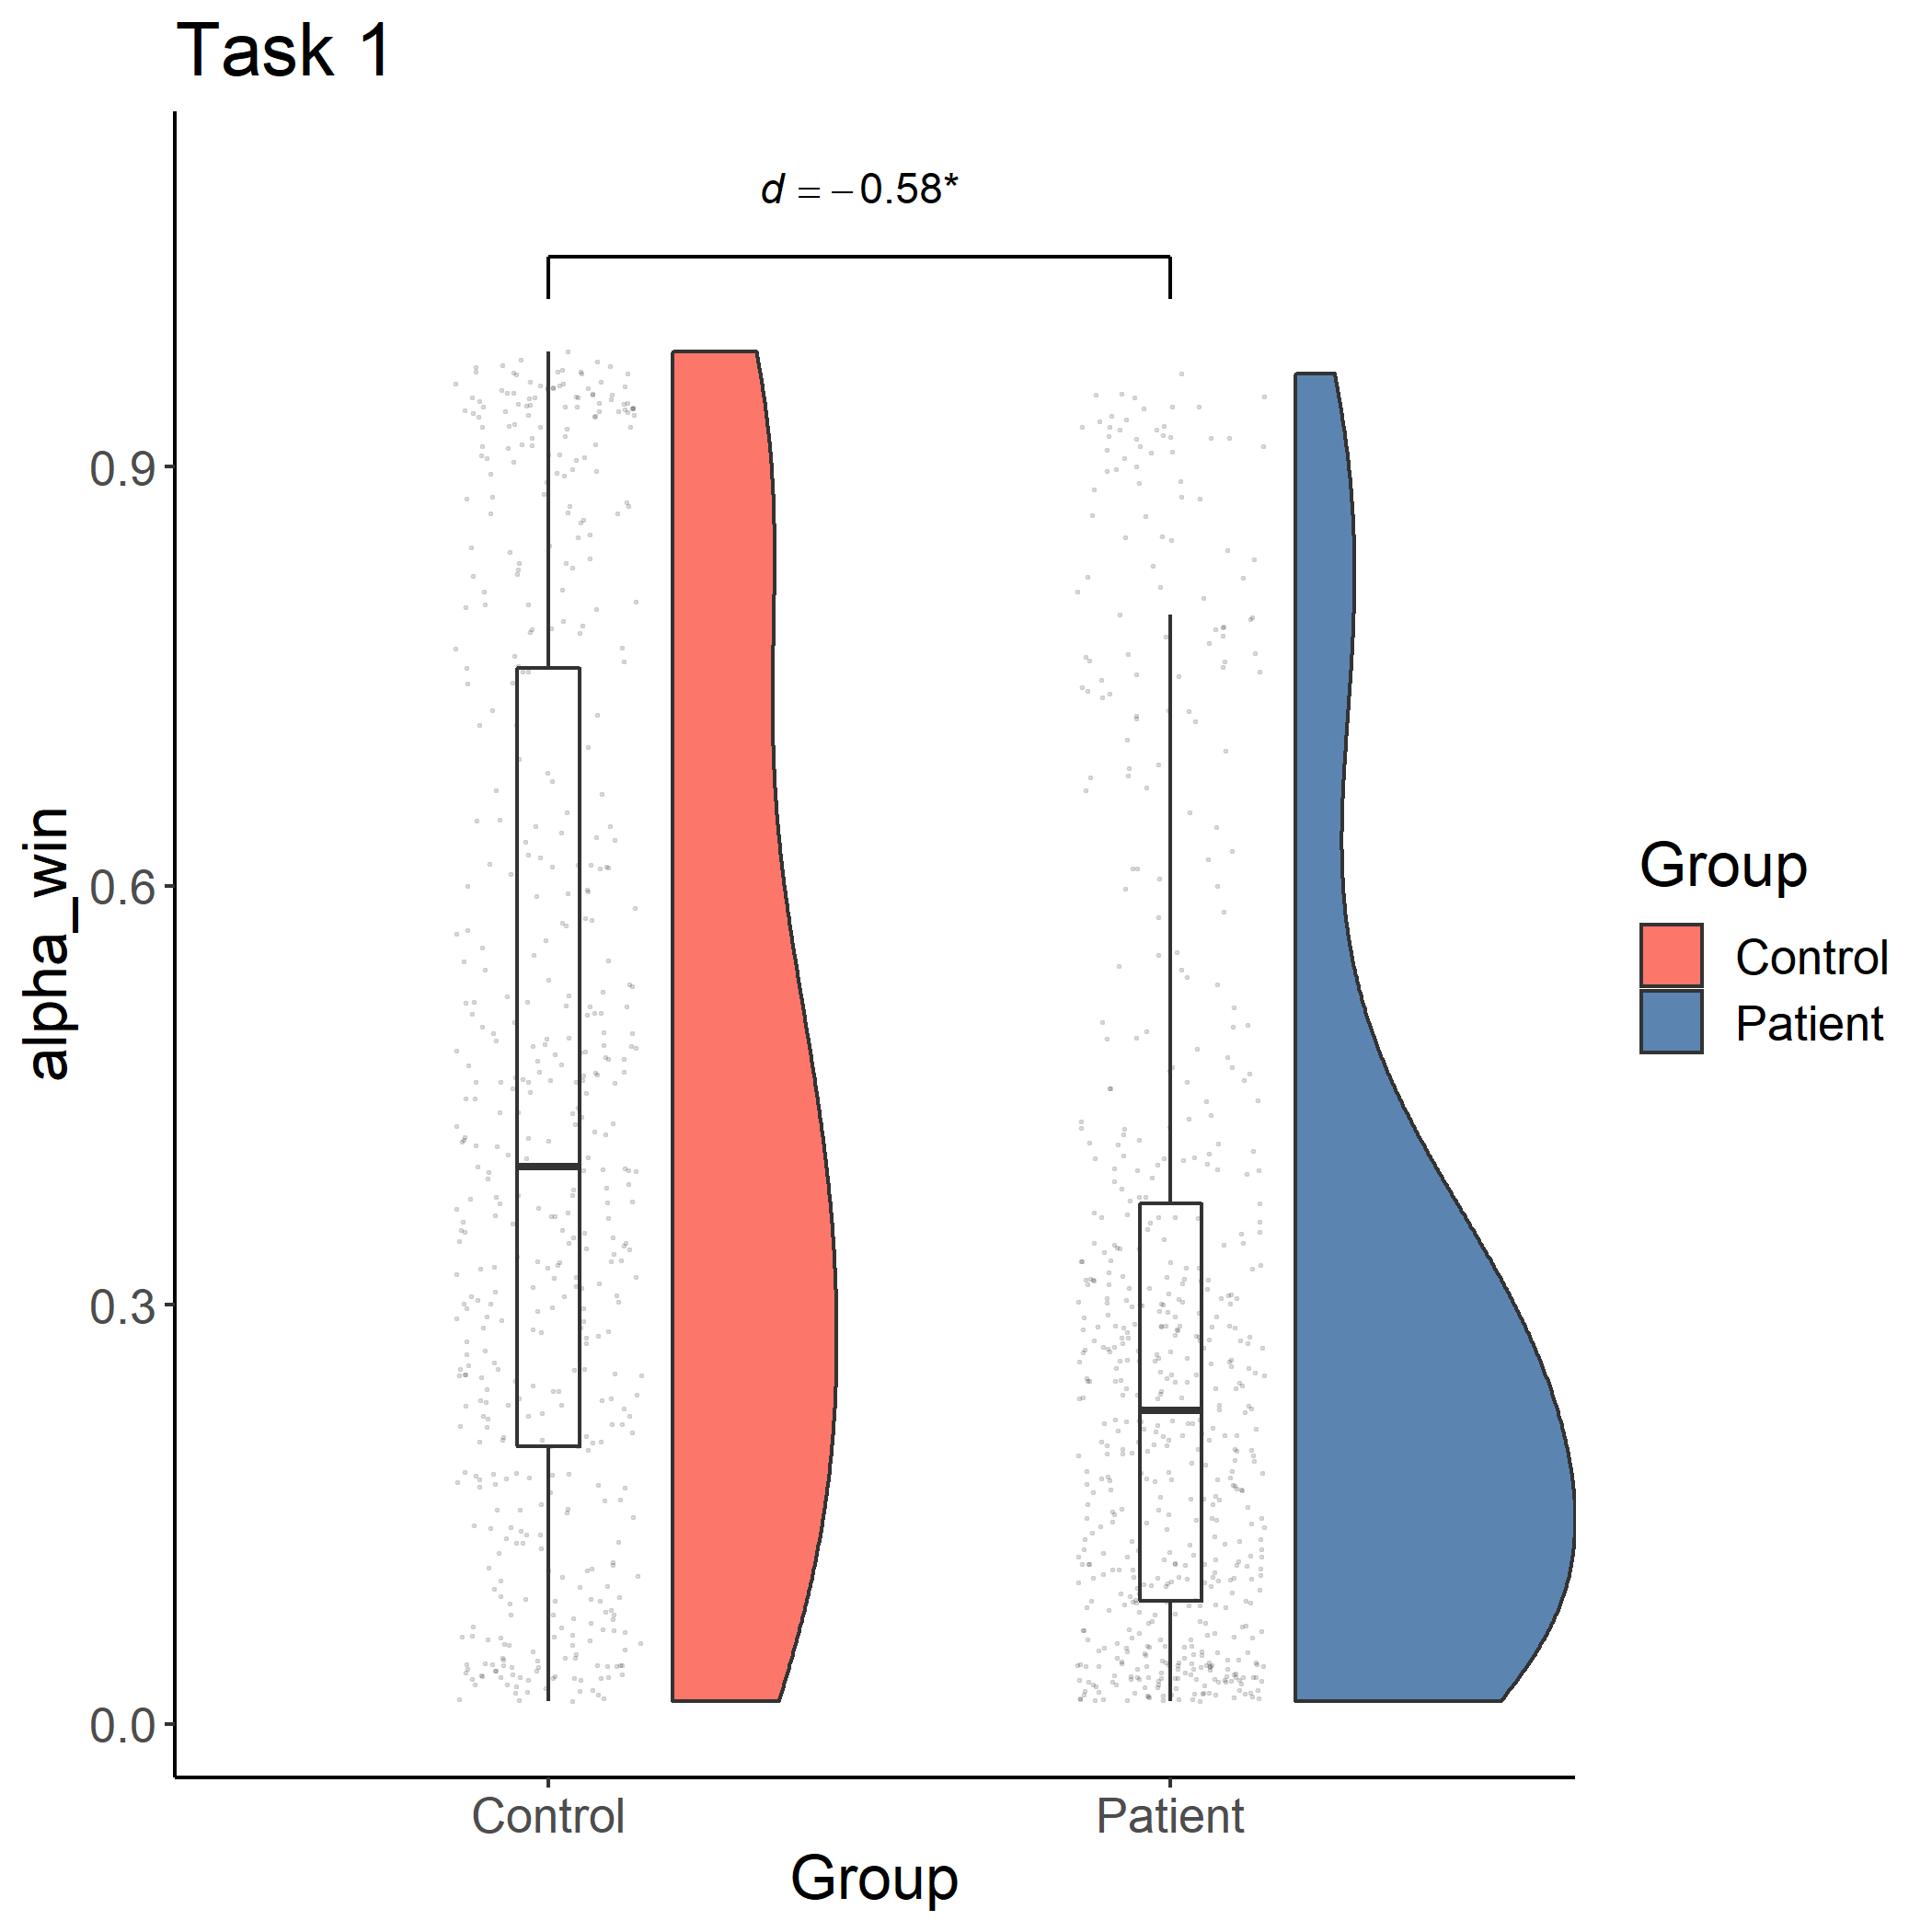 Task 1
d = − 0.58*
0.9
0.6
0.3
0.0
alpha_win
Control
Patient
Group
Group
Control
Patient